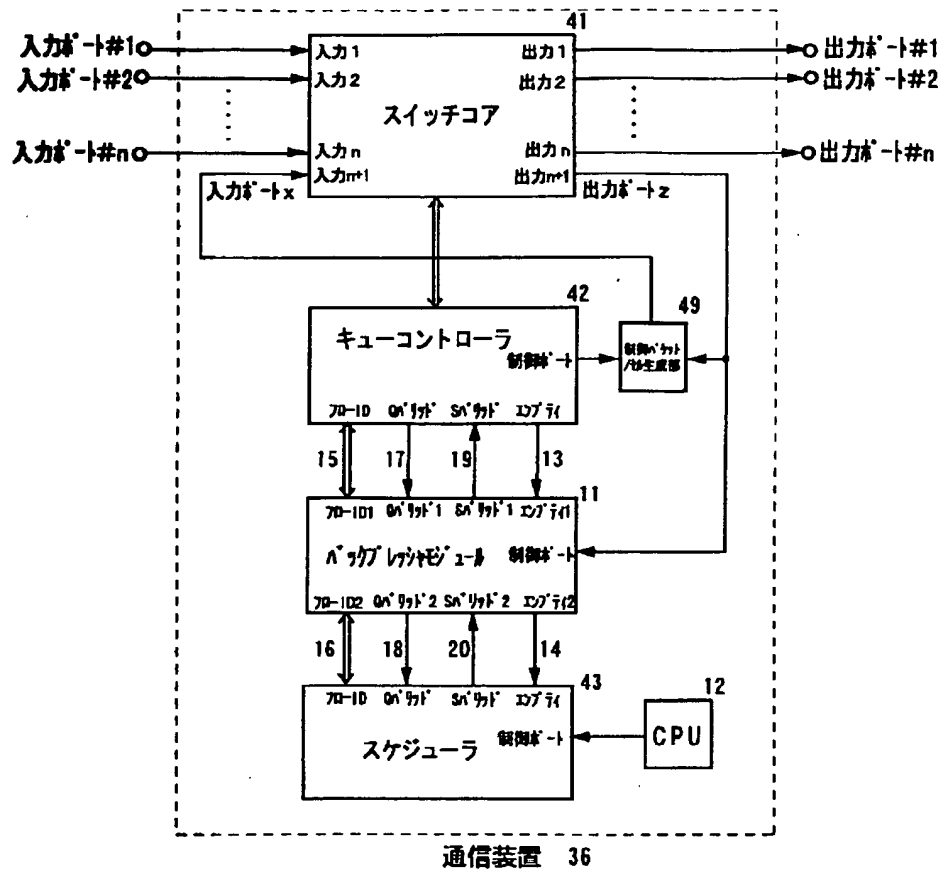 41
入力ポート#1
入力1
出力1
出力ポート#1
入力ポート#2
入力2
出力2
出力ポート#2
スイッチコア
入力ポート#n
入力n
出力n
出力ポート#n
入力n+1
出力n+1
入力ポートx
出力ポートz
42
49
キューコントローラ
制御ポート
制御パケット
/セル生成部
フローID
Qバリッド
Sバリッド
エンプティ
15
17
19
13
11
フローID1
Qバリッド1
Sバリッド1
エンプティ1
バックプレッシャモジュール
制御ポート
フローID2
Qバリッド2
Sバリッド2
エンプティ2
16
18
20
14
43
12
フローID
Qバリッド
Sバリッド
エンプティ
制御ポート
CPU
スケジューラ
通信装置 36